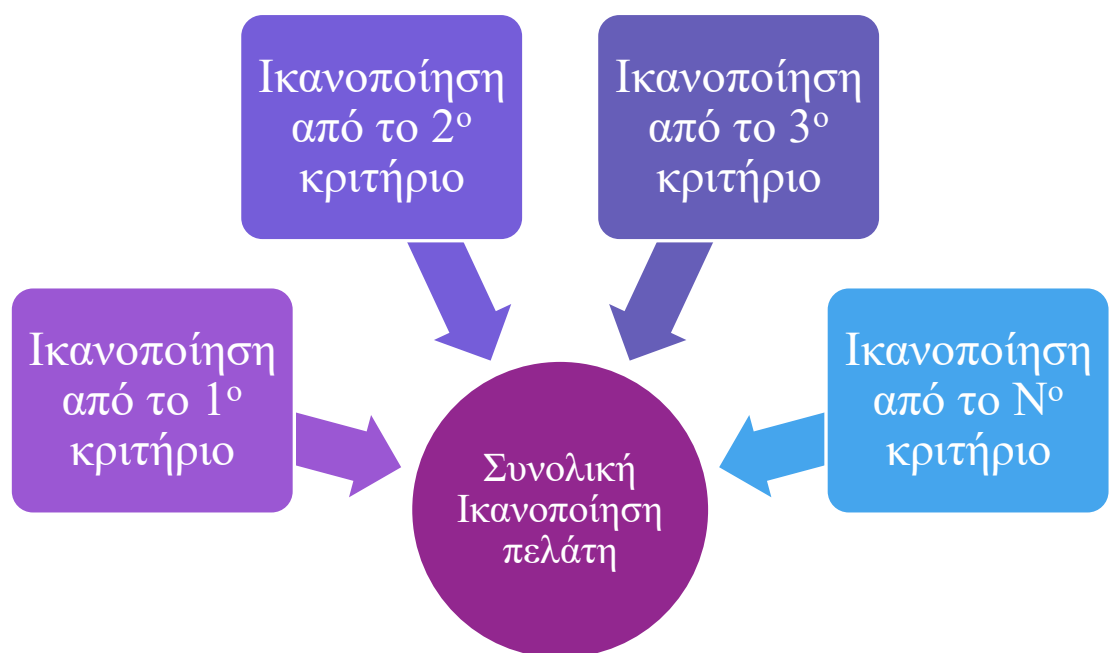 Ικανοποίηση
από το 1ο
κριτήριο
Ικανοποίηση
από το 2ο
κριτήριο
Ικανοποίηση
από το 3ο
κριτήριο
Ικανοποίηση
από το Νο
κριτήριο
Συνολική
Ικανοποίηση
πελάτη